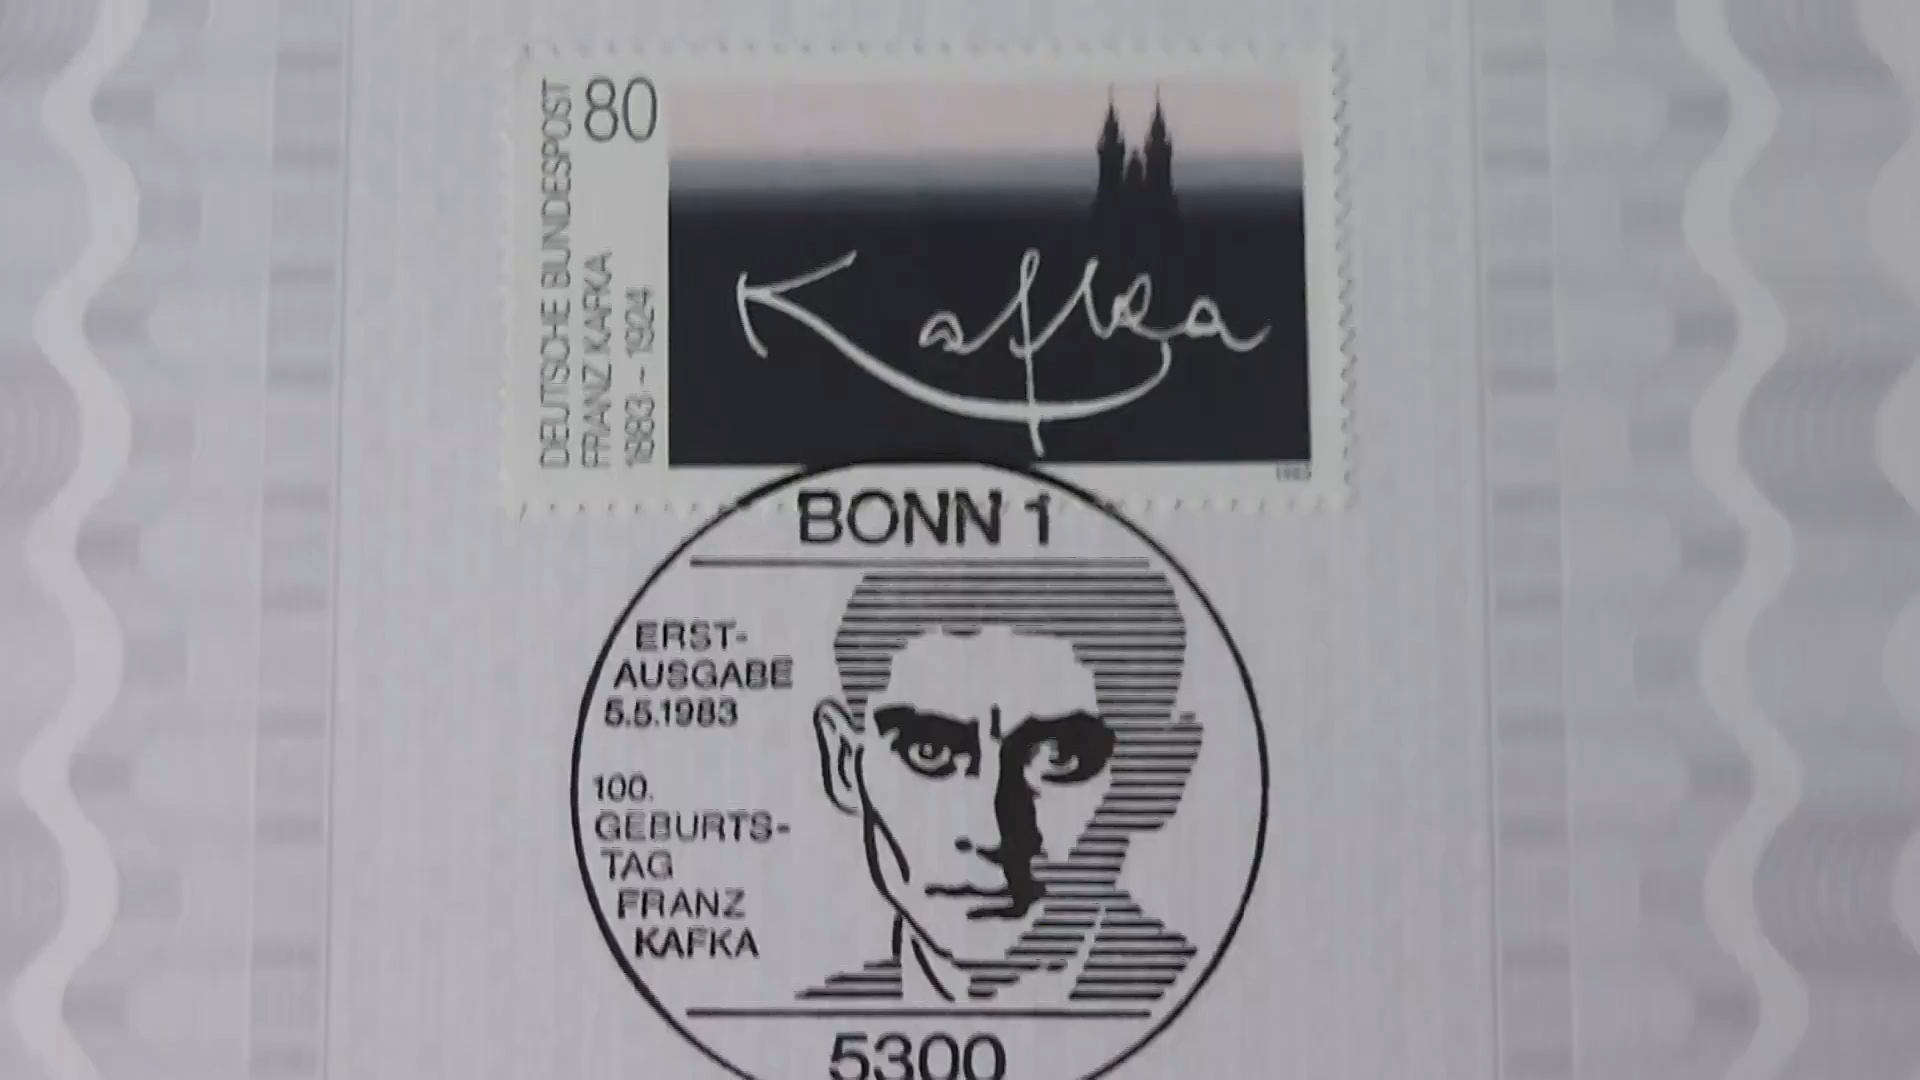 DEUTSCHE BUNDESPOST
FRANZ KAFKA
1883 - 1924
80
Kafka
1983
BONN 1
ERST-
AUSGABE
5.5.1983
100.
GEBURTS-
TAG
FRANZ
KAFKA
5300